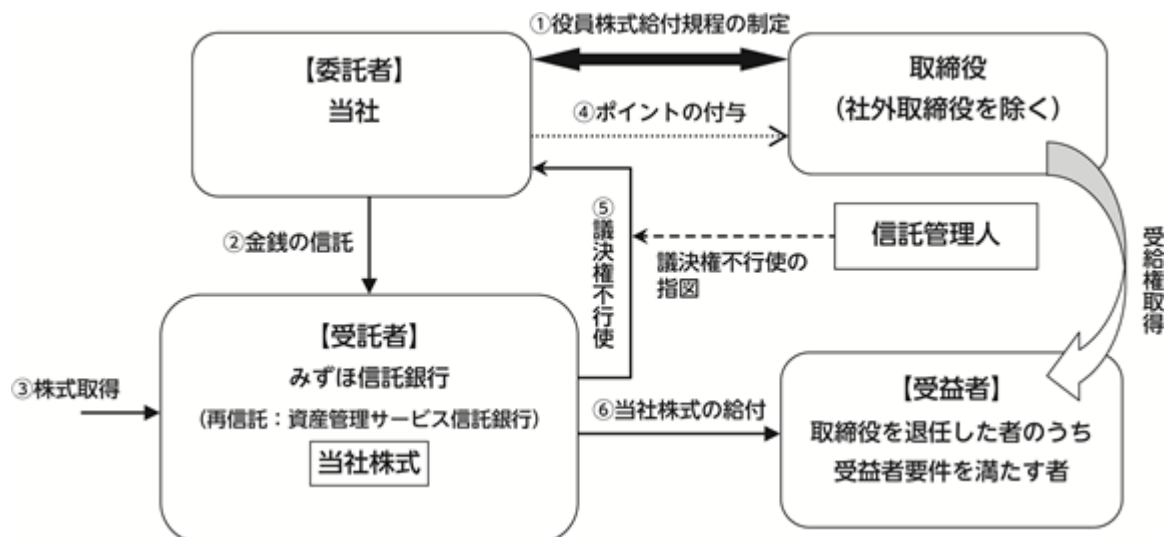 ①役員株式給付規程の制定
【委託者】
当社
取締役
(社外取締役を除く)
④ポイントの付与
②金銭の信託
⑤議決権不行使
議決権不行使の
指図
信託管理人
受給権取得
【受託者】
みずほ信託銀行
(再信託:資産管理サービス信託銀行)
当社株式
③株式取得
⑥当社株式の給付
【受益者】
取締役を退任した者のうち
受益者要件を満たす者